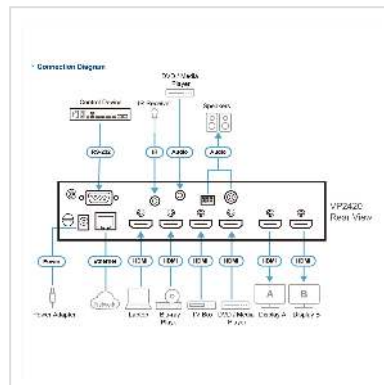 Connection Diagram
DVD / Media
Player
Control Device
IR Receiver
Speakers
RS-232
IR
Audio
Audio
VP2420
Rear View
Power
Ethernet
HDMI
HDMI
HDMI
HDMI
HDMI
HDMI
A
B
Power Adapter
Network
Laptop
Blu-ray
Player
TV Box
DVD / Media
Player
Display A
Display B